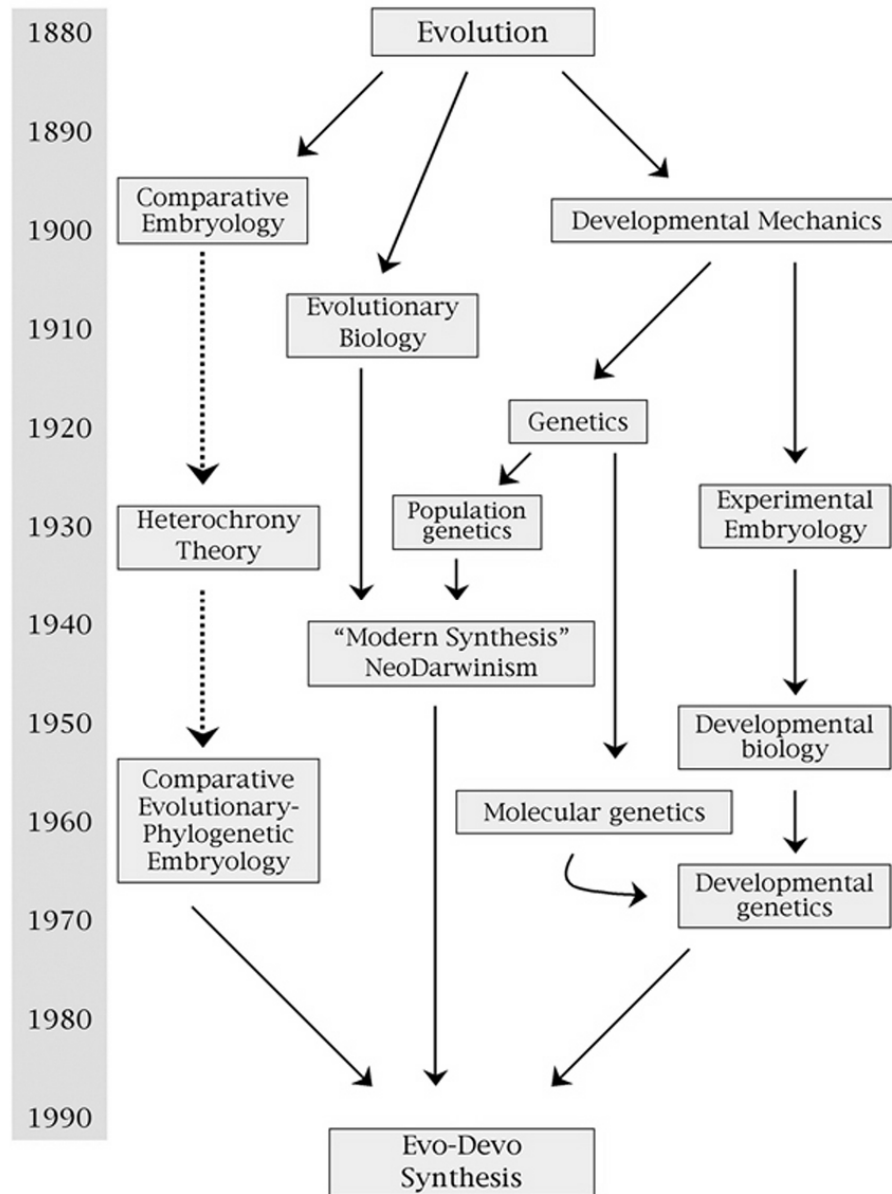 1880
1890
1900
1910
1920
1930
1940
1950
1960
1970
1980
1990
Evolution
Comparative
Embryology
Developmental Mechanics
Evolutionary
Biology
Genetics
Population
genetics
Heterochrony
Theory
Experimental
Embryology
“Modern Synthesis”
NeoDarwinism
Developmental
biology
Comparative
Evolutionary-
Phylogenetic
Embryology
Molecular genetics
Developmental
genetics
Evo-Devo
Synthesis